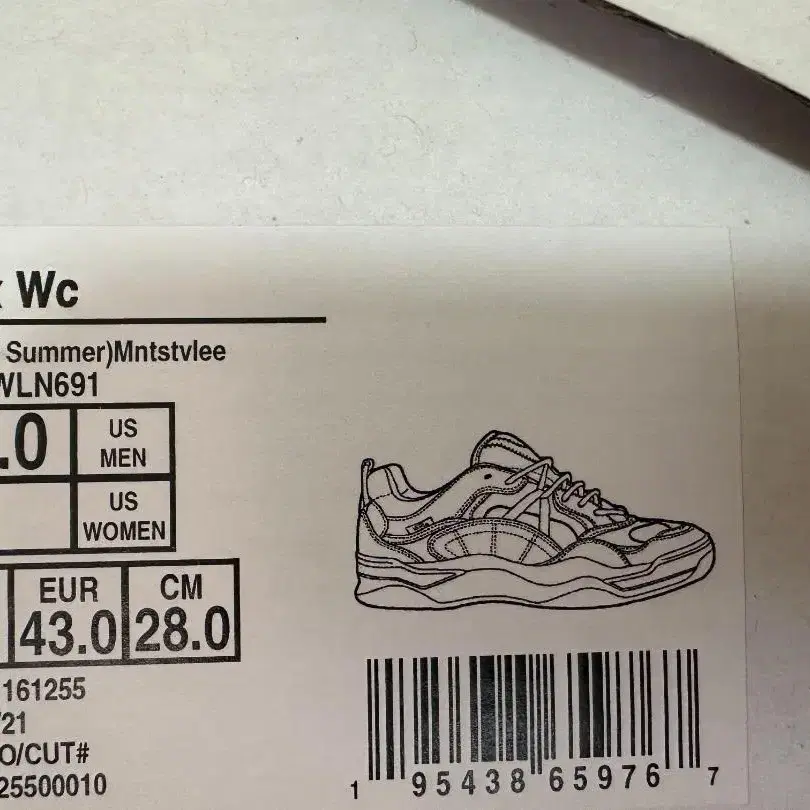 Wc
Summer)Mntstvlee
WLN691
.0 US MEN
US WOMEN
EUR CM
43.0 28.0
161255
/21
O/CUT#
25500010
1 95438 65976 7